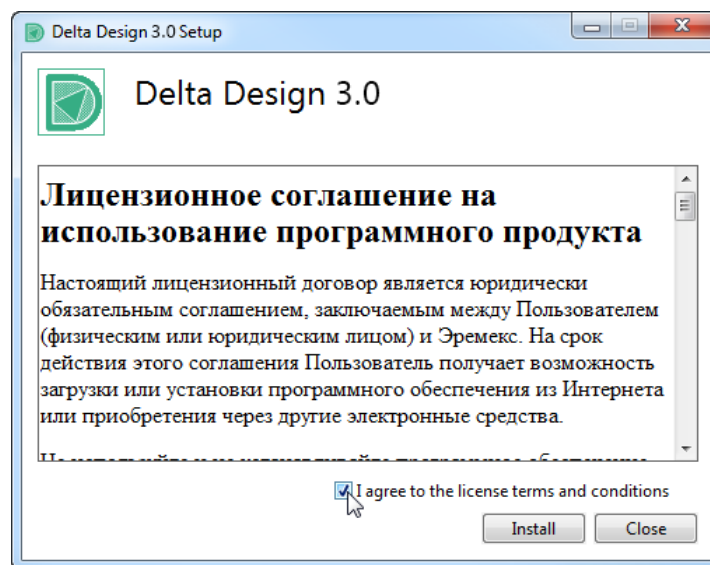 Delta Design 3.0 Setup
Delta Design 3.0
Лицензионное соглашение на
использование программного продукта
Настоящий лицензионный договор является юридически
обязательным соглашением, заключаемым между Пользователем
(физическим или юридическим лицом) и Эремекс. На срок
действия этого соглашения Пользователь получает возможность
загрузки или установки программного обеспечения из Интернета
или приобретения через другие электронные средства.
I agree to the license terms and conditions
Install
Close